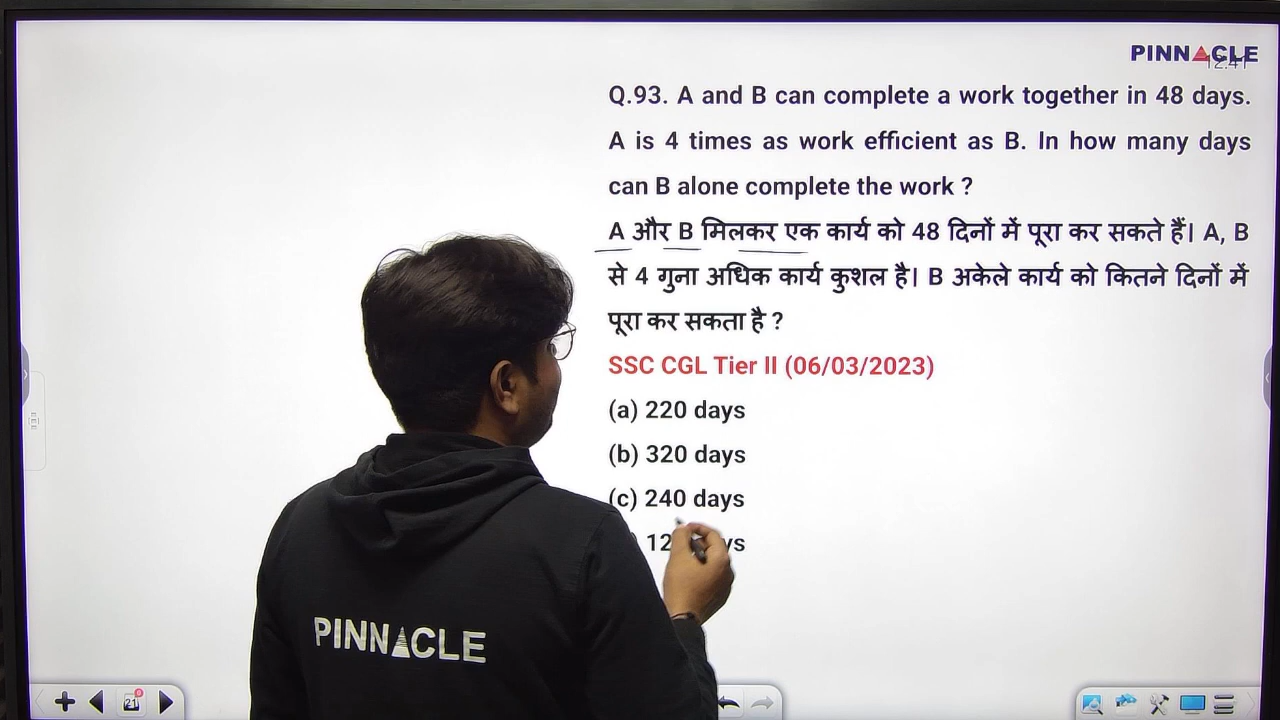 PINNACLE
Q.93. A and B can complete a work together in 48 days.
A is 4 times as work efficient as B. In how many days
can B alone complete the work ?
A और B मिलकर एक कार्य को 48 दिनों में पूरा कर सकते हैं। A, B
से 4 गुना अधिक कार्य कुशल है। B अकेले कार्य को कितने दिनों में
पूरा कर सकता है ?
SSC CGL Tier II (06/03/2023)
(a) 220 days
(b) 320 days
(c) 240 days
PINNACLE
21